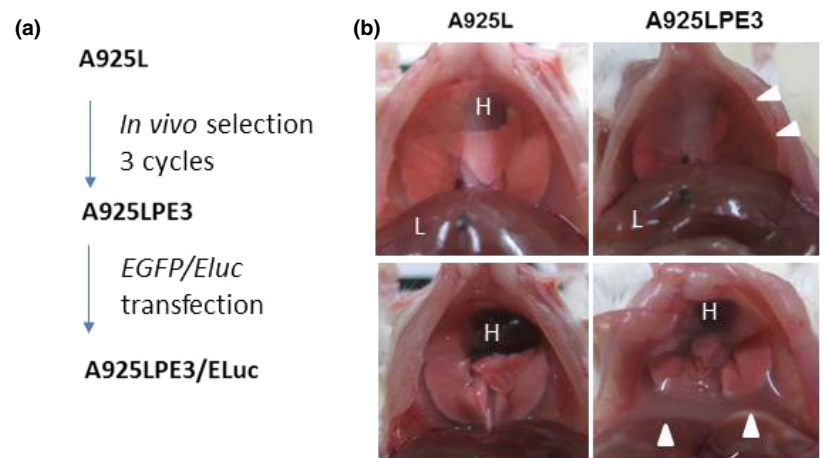 (a)
A925L
In vivo selection
3 cycles
A925LPE3
EGFP/Eluc
transfection
A925LPE3/ELuc
(b)
A925L
A925LPE3
H
L
L
H
H